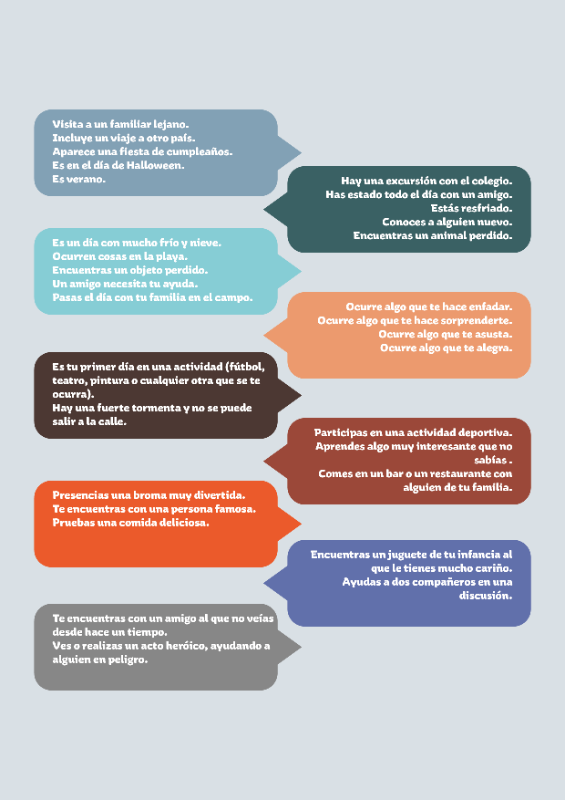 Visita a un familiar lejano.
Incluye un viaje a otro país.
Aparece una fiesta de cumpleaños.
Es en el día de Halloween.
Es verano.
Hay una excursión con el colegio.
Has estado todo el día con un amigo.
Estás resfriado.
Conoces a alguien nuevo.
Encuentras un animal perdido.
Es un día con mucho frío y nieve.
Ocurren cosas en la playa.
Encuentras un objeto perdido.
Un amigo necesita tu ayuda.
Pasas el día con tu familia en el campo.
Ocurre algo que te hace enfadar.
Ocurre algo que te hace sorprenderte.
Ocurre algo que te asusta.
Ocurre algo que te alegra.
Es tu primer día en una actividad (fútbol,
teatro, pintura o cualquier otra que se te
ocurra).
Hay una fuerte tormenta y no se puede
salir a la calle.
Participas en una actividad deportiva.
Aprendes algo muy interesante que no
sabías .
Comes en un bar o un restaurante con
alguien de tu familia.
Presencias una broma muy divertida.
Te encuentras con una persona famosa.
Pruebas una comida deliciosa.
Encuentras un juguete de tu infancia al
que le tienes mucho cariño.
Ayudas a dos compañeros en una
discusión.
Te encuentras con un amigo al que no veías
desde hace un tiempo.
Ves o realizas un acto heróico, ayudando a
alguien en peligro.